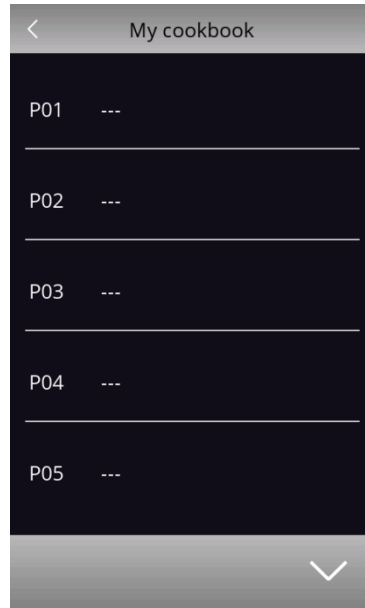 My cookbook
P01 ---
P02 ---
P03 ---
P04 ---
P05 ---